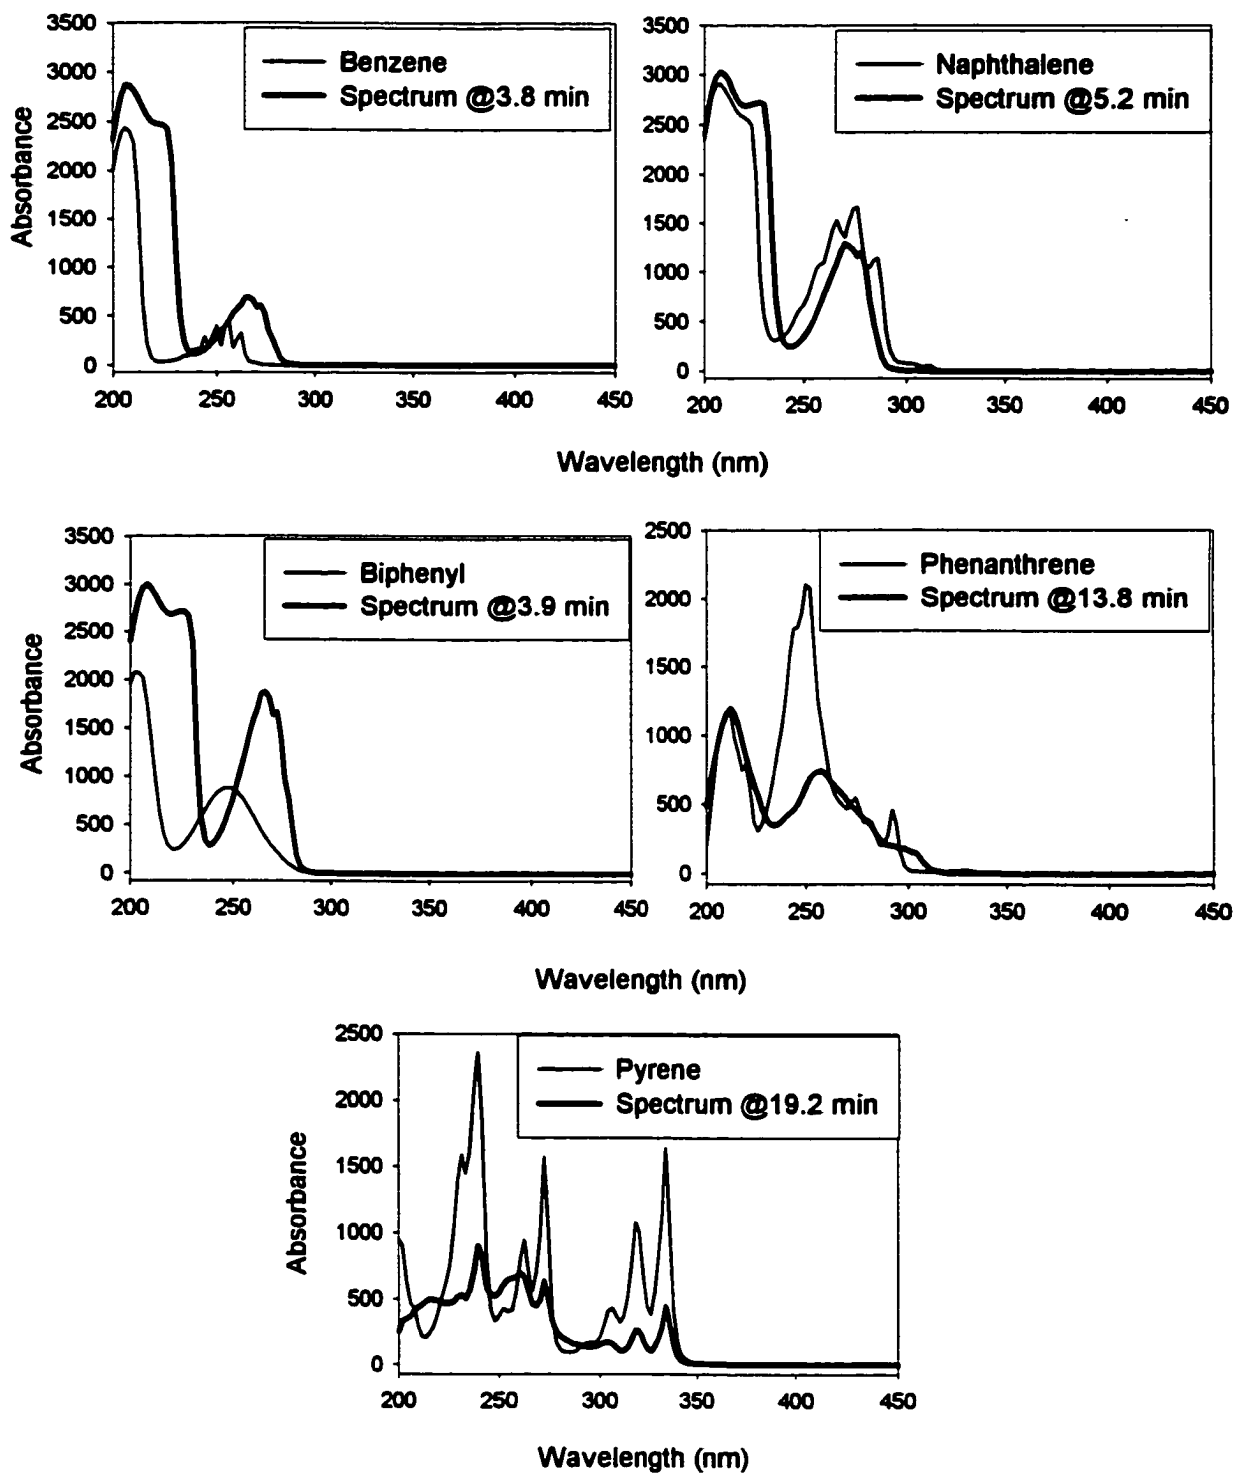 3500
3000
2500
2000
1500
1000
500
0
Absorbance
Benzene
Spectrum @3.8 min
200 250 300 350 400 450
3500
3000
2500
2000
1500
1000
500
0
Naphthalene
Spectrum @5.2 min
200 250 300 350 400 450
Wavelength (nm)
3500
3000
2500
2000
1500
1000
500
0
Absorbance
Biphenyl
Spectrum @3.9 min
200 250 300 350 400 450
2500
2000
1500
1000
500
0
Phenanthrene
Spectrum @13.8 min
200 250 300 350 400 450
Wavelength (nm)
2500
2000
1500
1000
500
0
Absorbance
Pyrene
Spectrum @19.2 min
200 250 300 350 400 450
Wavelength (nm)